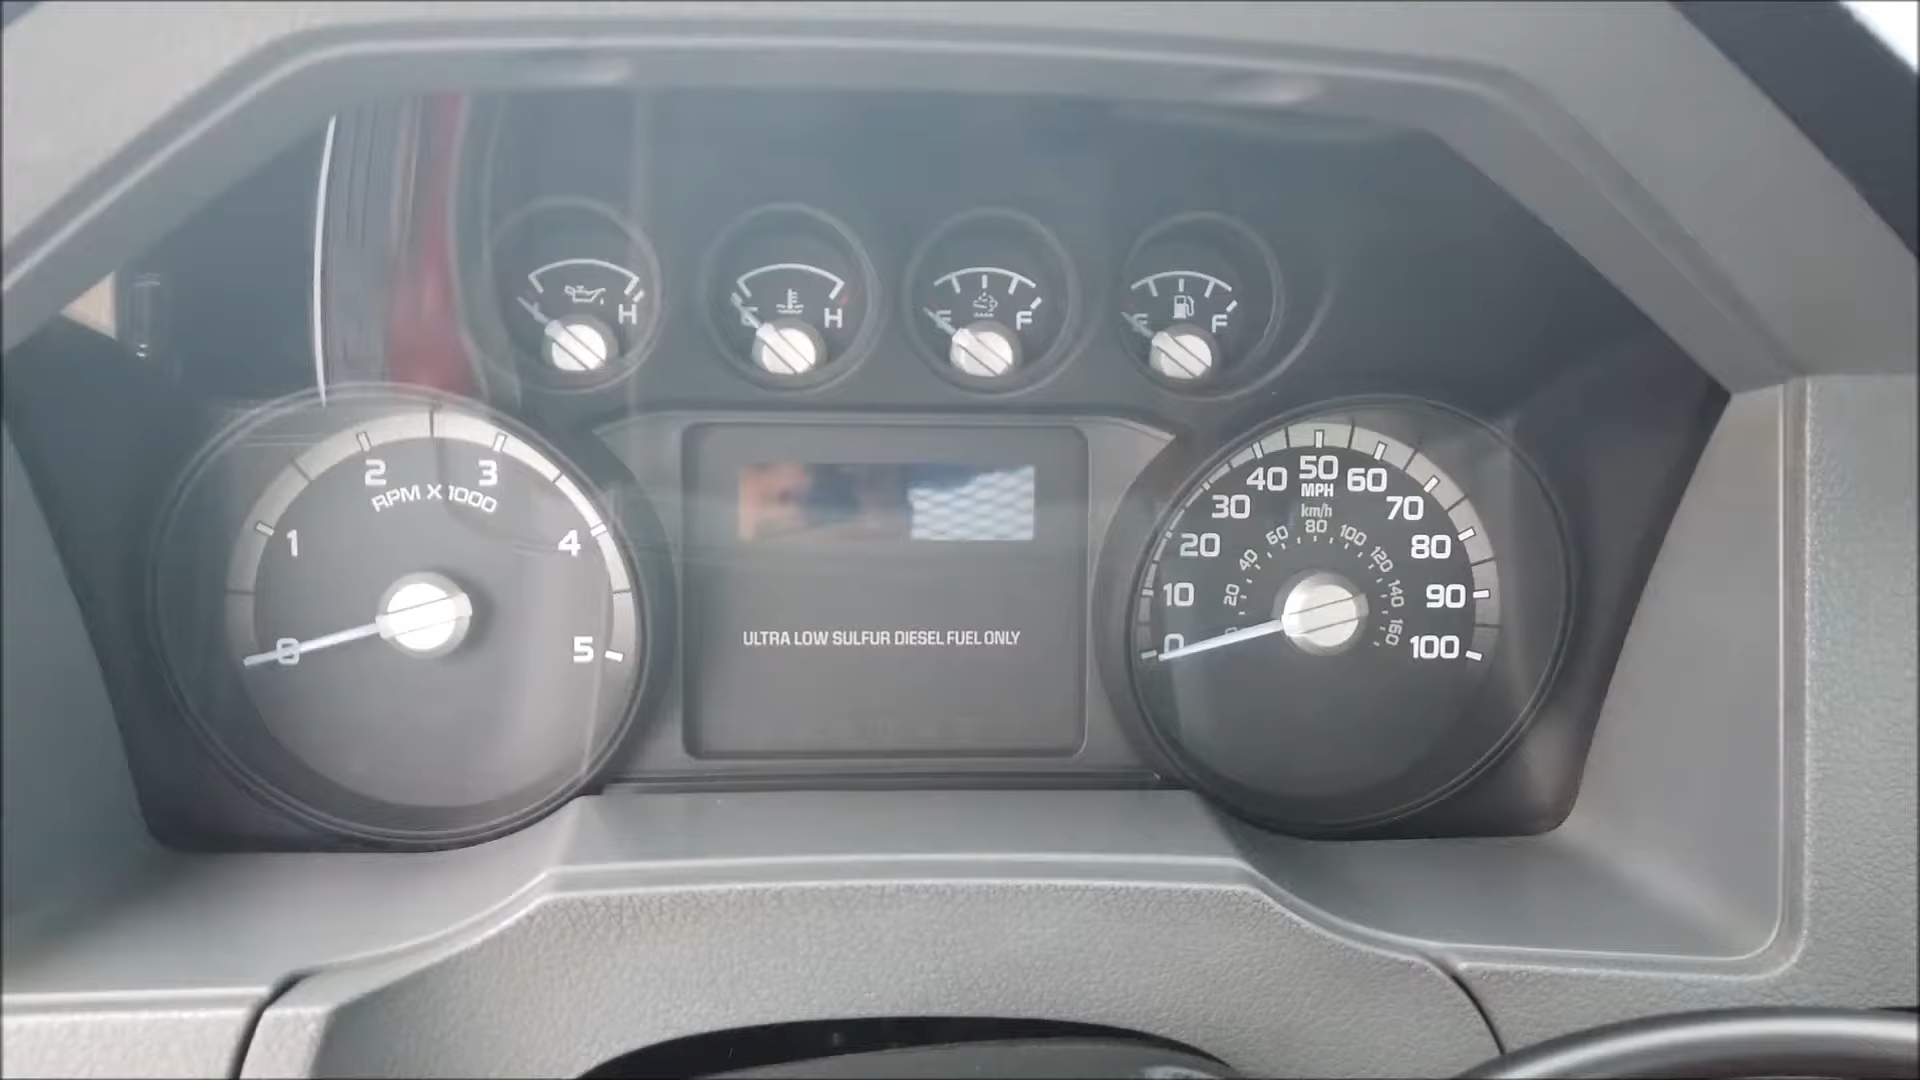 H
C H
E F
E F
0 1 2 3 4 5
RPM X 1000
ULTRA LOW SULFUR DIESEL FUEL ONLY
0 10 20 30 40 50 60 70 80 90 100
MPH
km/h
20 40 60 80 100 120 140 160